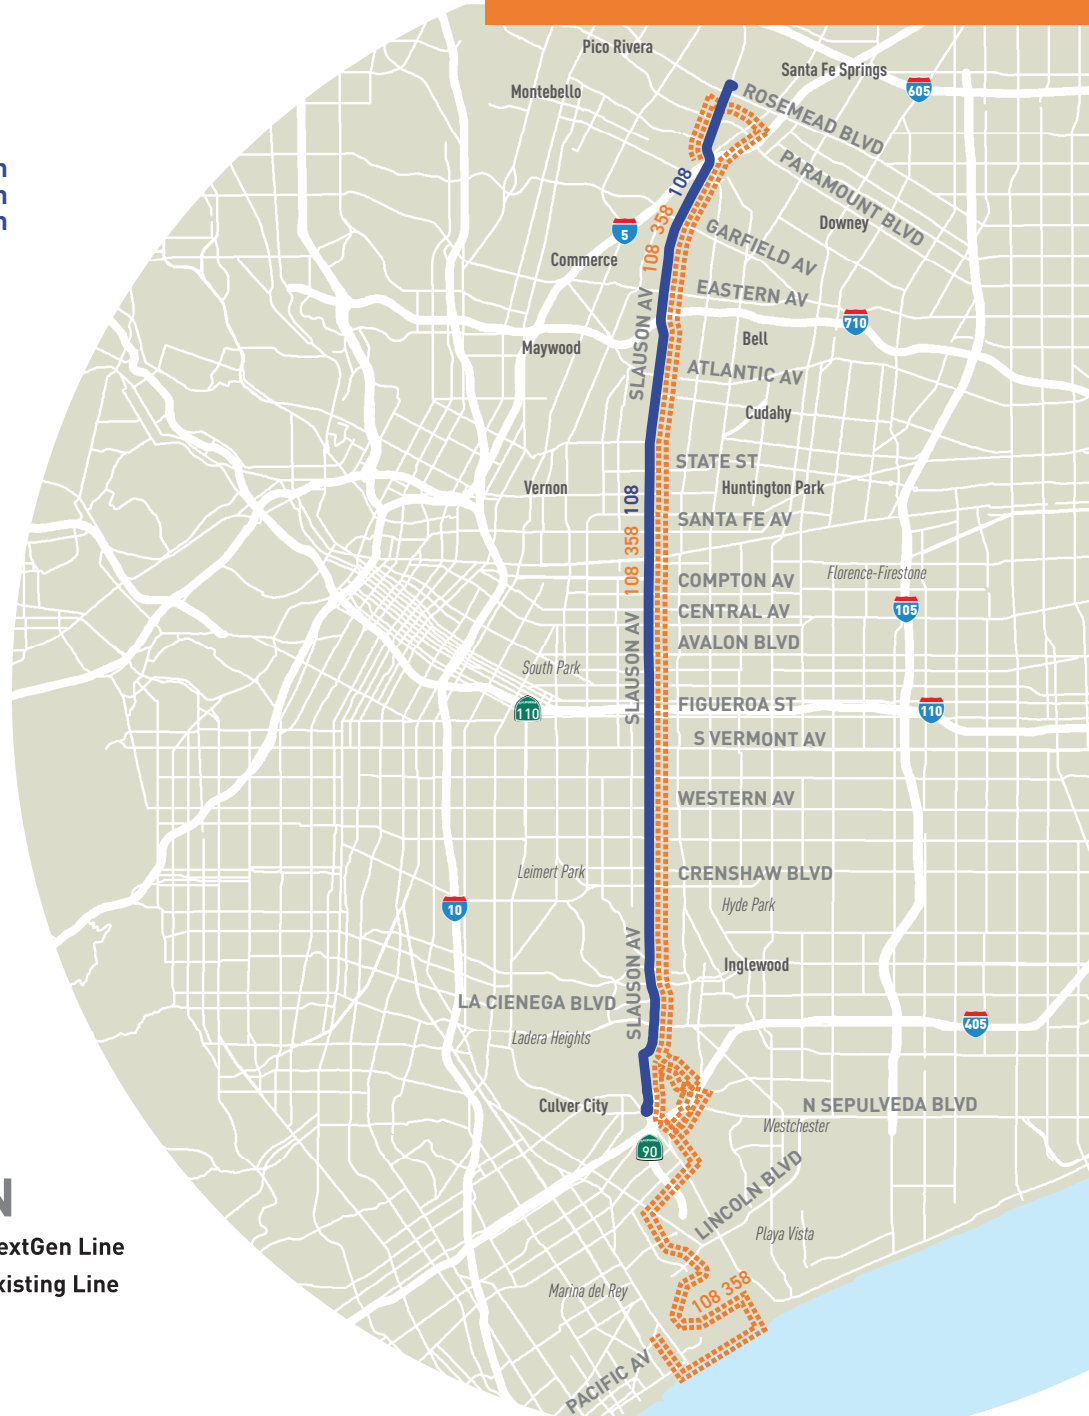 Pico Rivera
Santa Fe Springs
605
Montebello
ROSEMEAD BLVD
PARAMOUNT BLVD
108
108 358
Downey
5
GARFIELD AV
Commerce
EASTERN AV
SLAUSON AV
710
Bell
Maywood
ATLANTIC AV
Cudahy
STATE ST
Vernon
Huntington Park
108
108 358
SANTA FE AV
Florence-Firestone
COMPTON AV
105
CENTRAL AV
SLAUSON AV
AVALON BLVD
South Park
FIGUEROA ST
110
110
S VERMONT AV
WESTERN AV
Leimert Park
CRENSHAW BLVD
Hyde Park
10
SLAUSON AV
Inglewood
LA CIENEGA BLVD
405
Ladera Heights
Culver City
N SEPULVEDA BLVD
Westchester
CALIFORNIA
90
LINCOLN BLVD
N
Playa Vista
extGen Line
xisting Line
Marina del Rey
108 358
PACIFIC AV